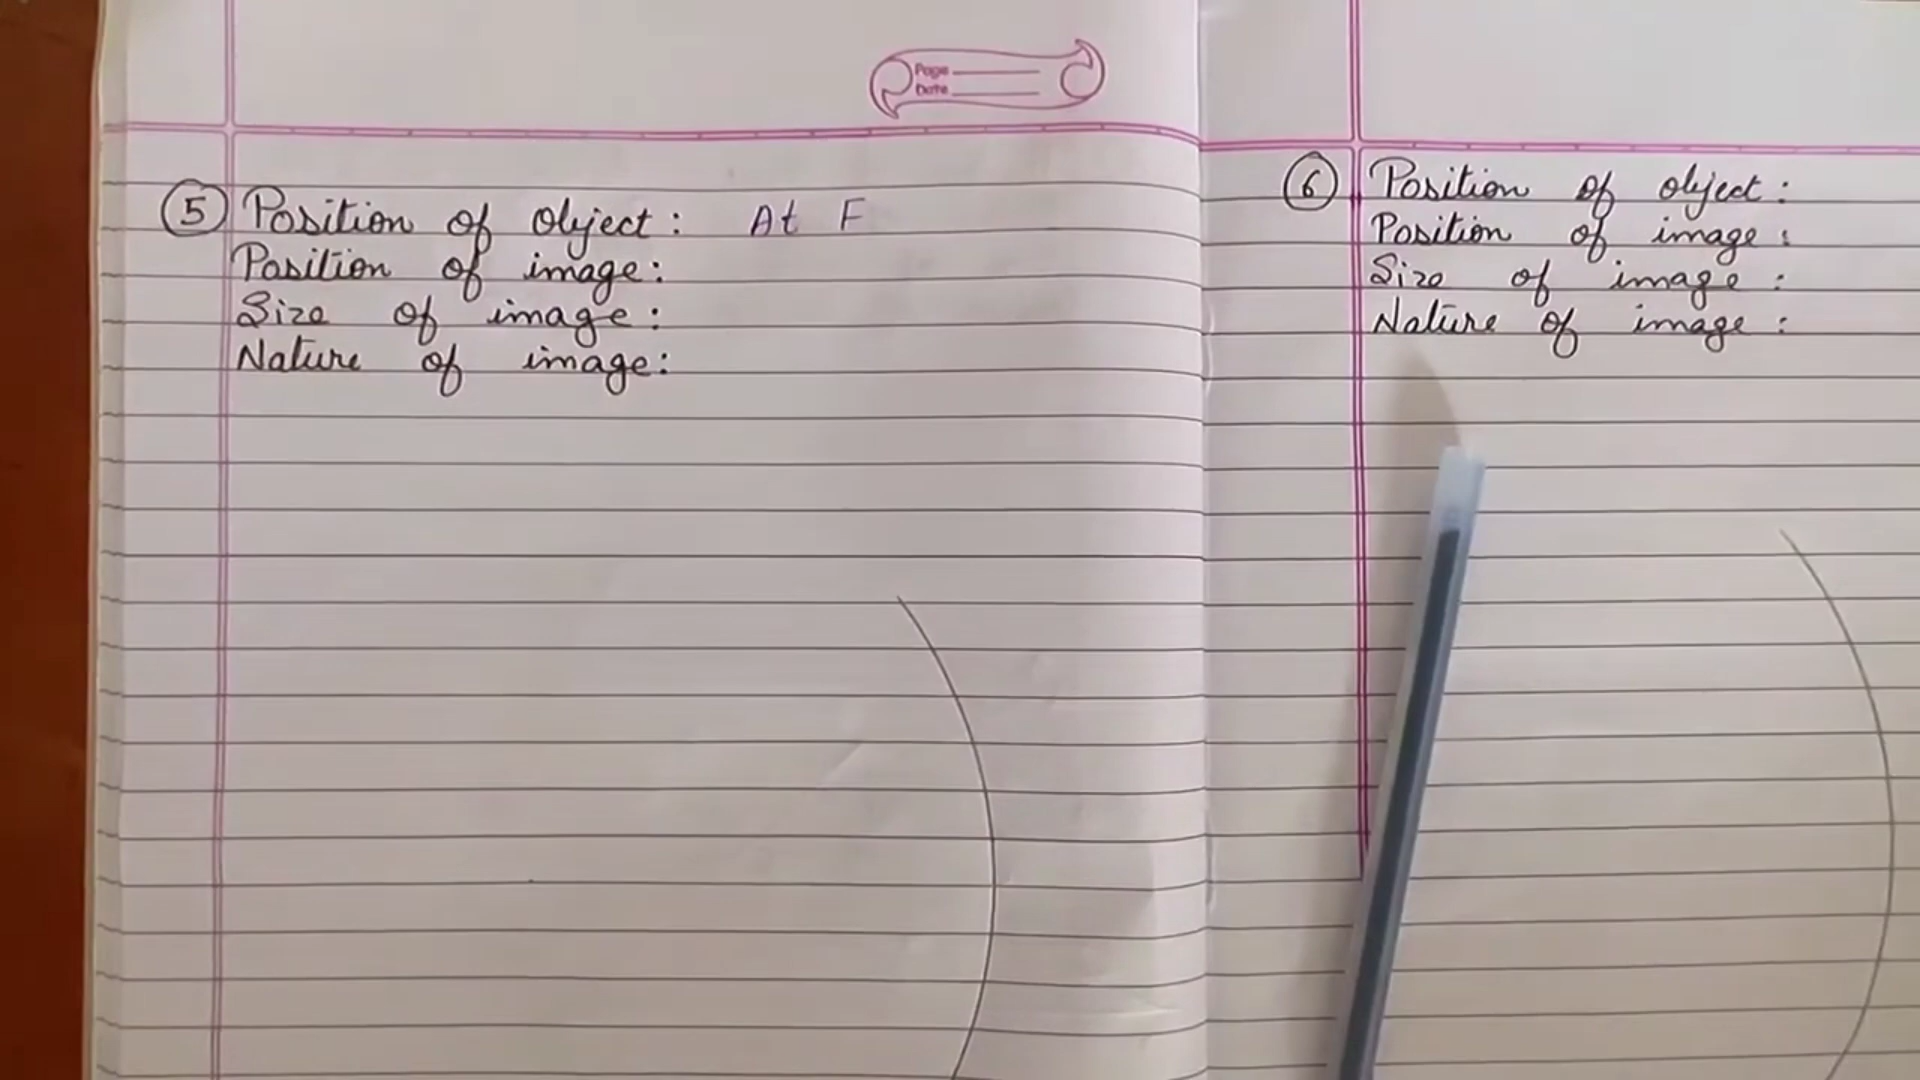 Page
Date
5 Position of object: At F
Position of image:
Size of image:
Nature of image:
6 Position of object:
Position of image:
Size of image:
Nature of image: